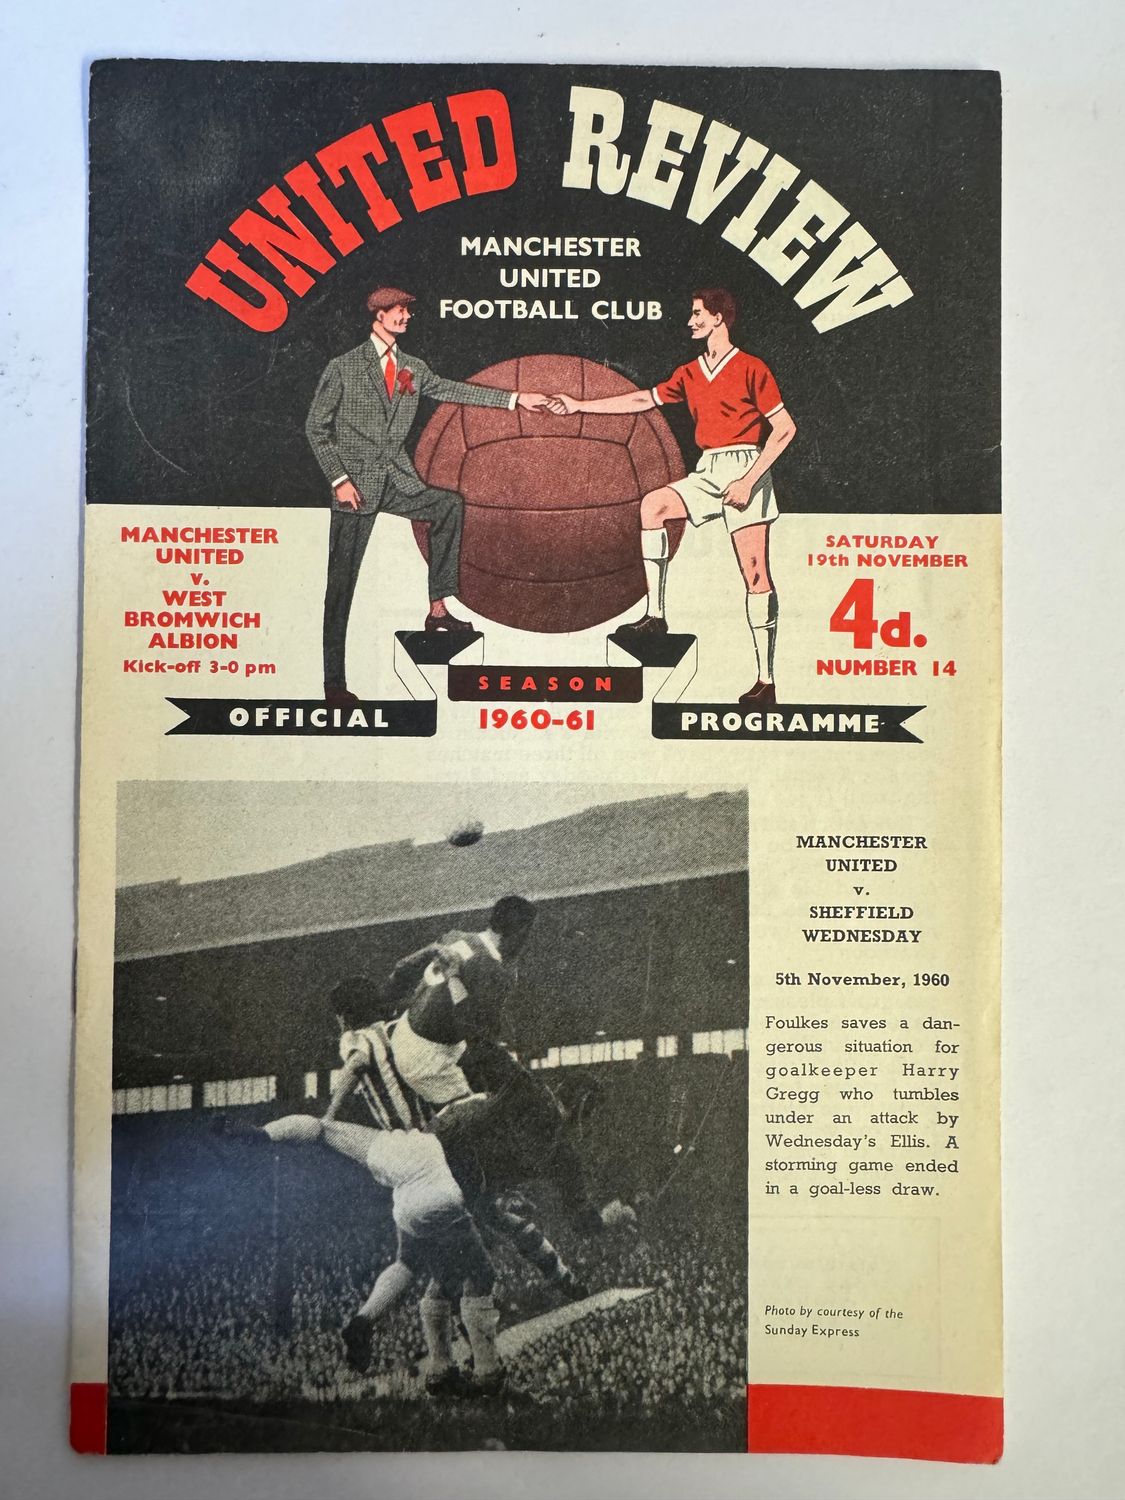 UNITED REVIEW
MANCHESTER
UNITED
FOOTBALL CLUB
MANCHESTER
UNITED
v.
WEST
BROMWICH
ALBION
Kick-off 3-0 pm
SATURDAY
19th NOVEMBER
4d.
NUMBER 14
OFFICIAL
SEASON
1960-61
PROGRAMME
MANCHESTER
UNITED
v.
SHEFFIELD
WEDNESDAY
5th November, 1960
Foulkes saves a dan-
gerous situation for
goalkeeper Harry
Gregg who tumbles
under an attack by
Wednesday's Ellis. A
storming game ended
in a goal-less draw.
Photo by courtesy of the
Sunday Express